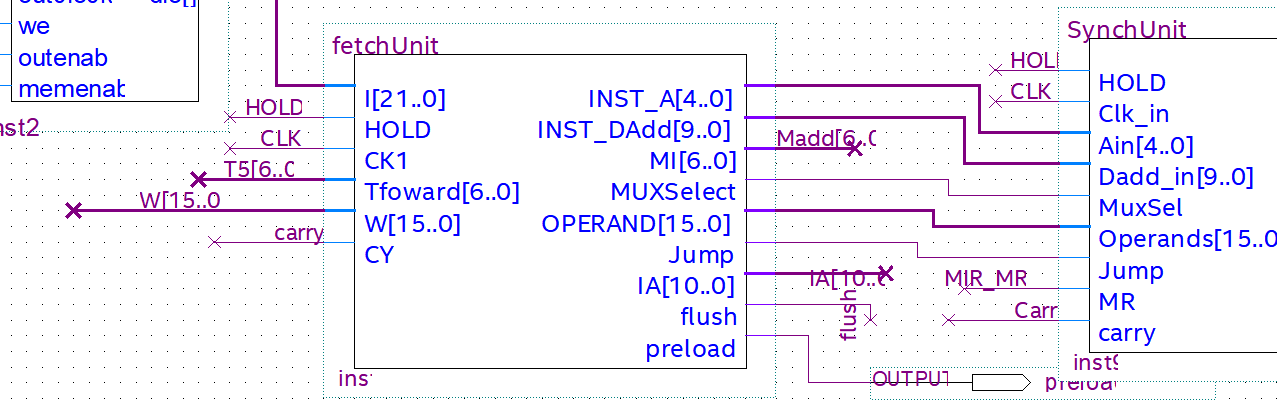 we
outenab
memenab
nst2
fetchUnit
HOLD
CLK
T5[6..0
W[15..0
carry
I[21..0]
HOLD
CK1
Tfoward[6..0]
W[15..0]
CY
INST_A[4..0]
INST_DAdd[9..0]
MI[6..0]
MUXSelect
OPERAND[15..0]
Jump
IA[10..0]
flush
preload
ins
Madd[6..0
IA[10..0
flush
OUTPUT
preloa
SynchUnit
HOL
CLK
MIR_MR
Carr
HOLD
Clk_in
Ain[4..0]
Dadd_in[9..0]
MuxSel
Operands[15..0
Jump
MR
carry
inst9